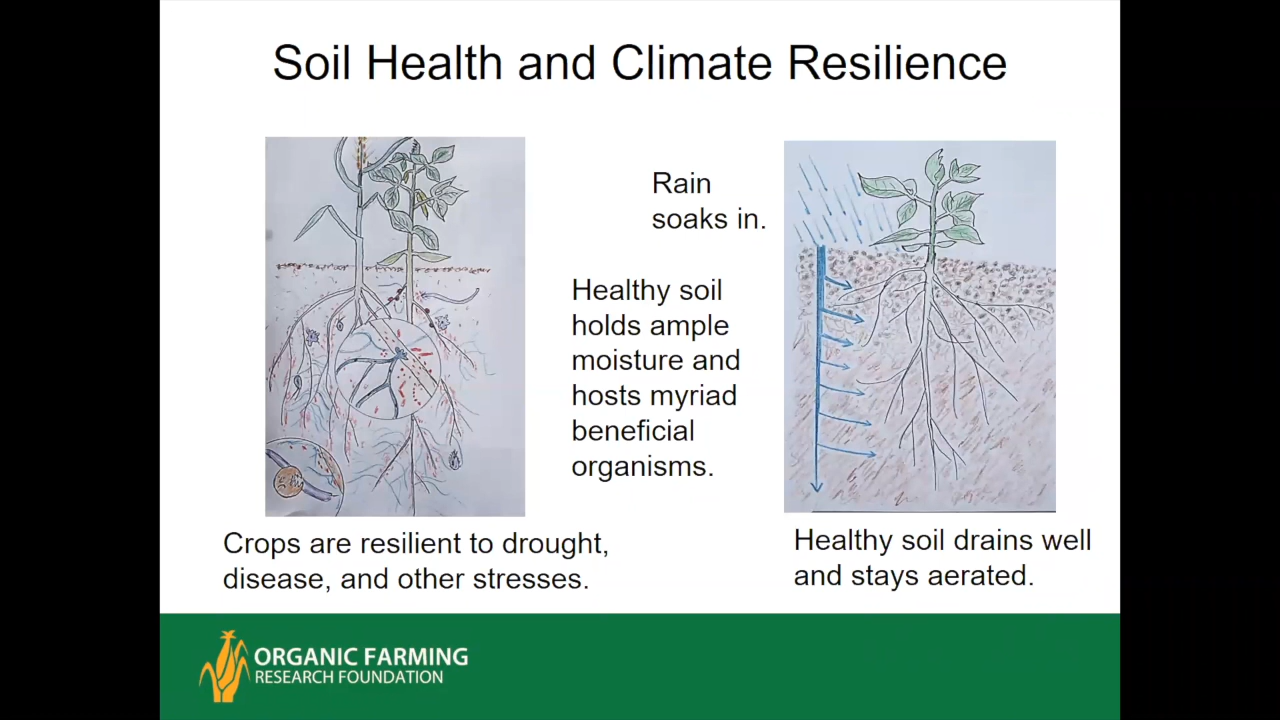 Soil Health and Climate Resilience
Rain
soaks in.
Healthy soil
holds ample
moisture and
hosts myriad
beneficial
organisms.
Crops are resilient to drought,
disease, and other stresses.
Healthy soil drains well
and stays aerated.
ORGANIC FARMING
RESEARCH FOUNDATION